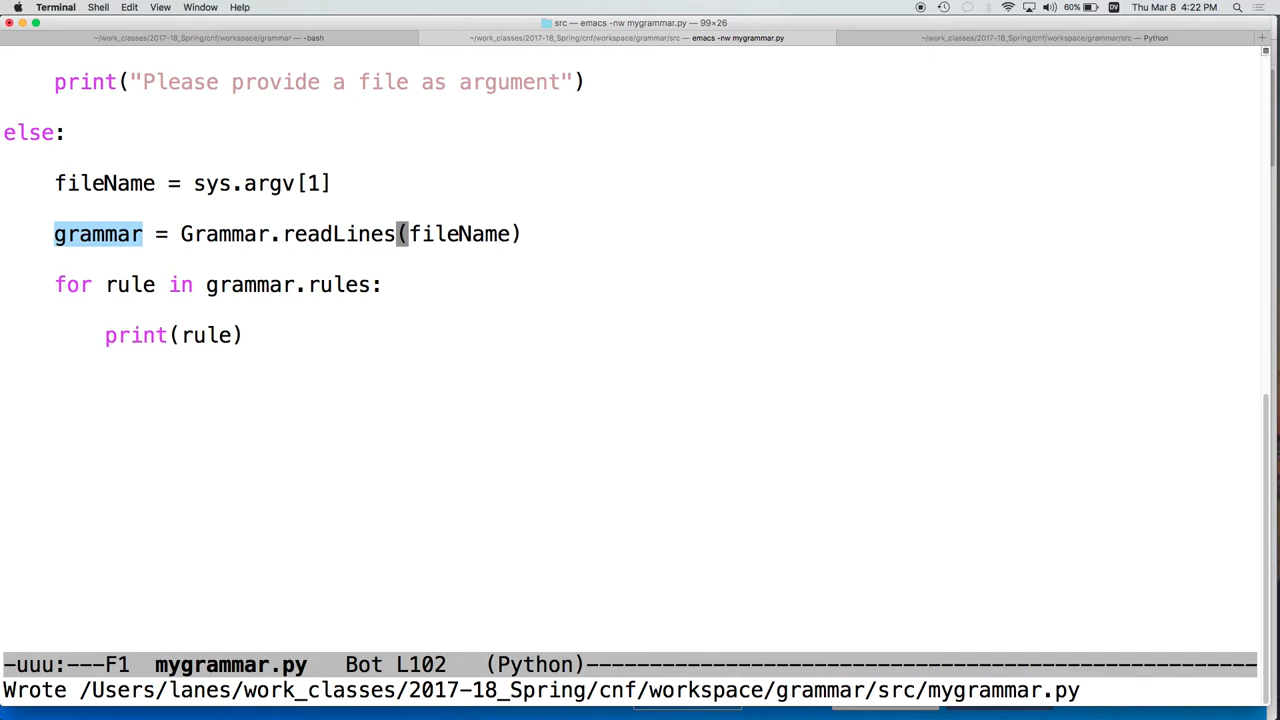 Terminal Shell Edit View Window Help 60% DV Thu Mar 8 4:22 PM
src — emacs -nw mygrammar.py — 99×26
~/work_classes/2017-18_Spring/cnf/workspace/grammar — -bash ~/work_classes/2017-18_Spring/cnf/workspace/grammar/src — emacs -nw mygrammar.py ~/work_classes/2017-18_Spring/cnf/workspace/grammar/src — Python +
print("Please provide a file as argument")
else:
fileName = sys.argv[1]
grammar = Grammar.readLines(fileName)
for rule in grammar.rules:
print(rule)
-uuu:---F1 mygrammar.py Bot L102 (Python)------------------------------------------------------
Wrote /Users/lanes/work_classes/2017-18_Spring/cnf/workspace/grammar/src/mygrammar.py